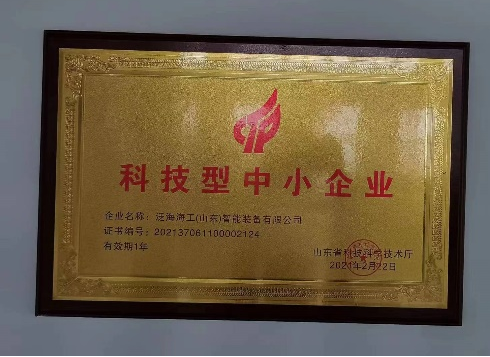 科技型中小企业
企业名称：泛海海工(山东)智能装备有限公司
证书编号：202137061100002124
有效期1年
山东省科技科学技术厅
2021年2月22日